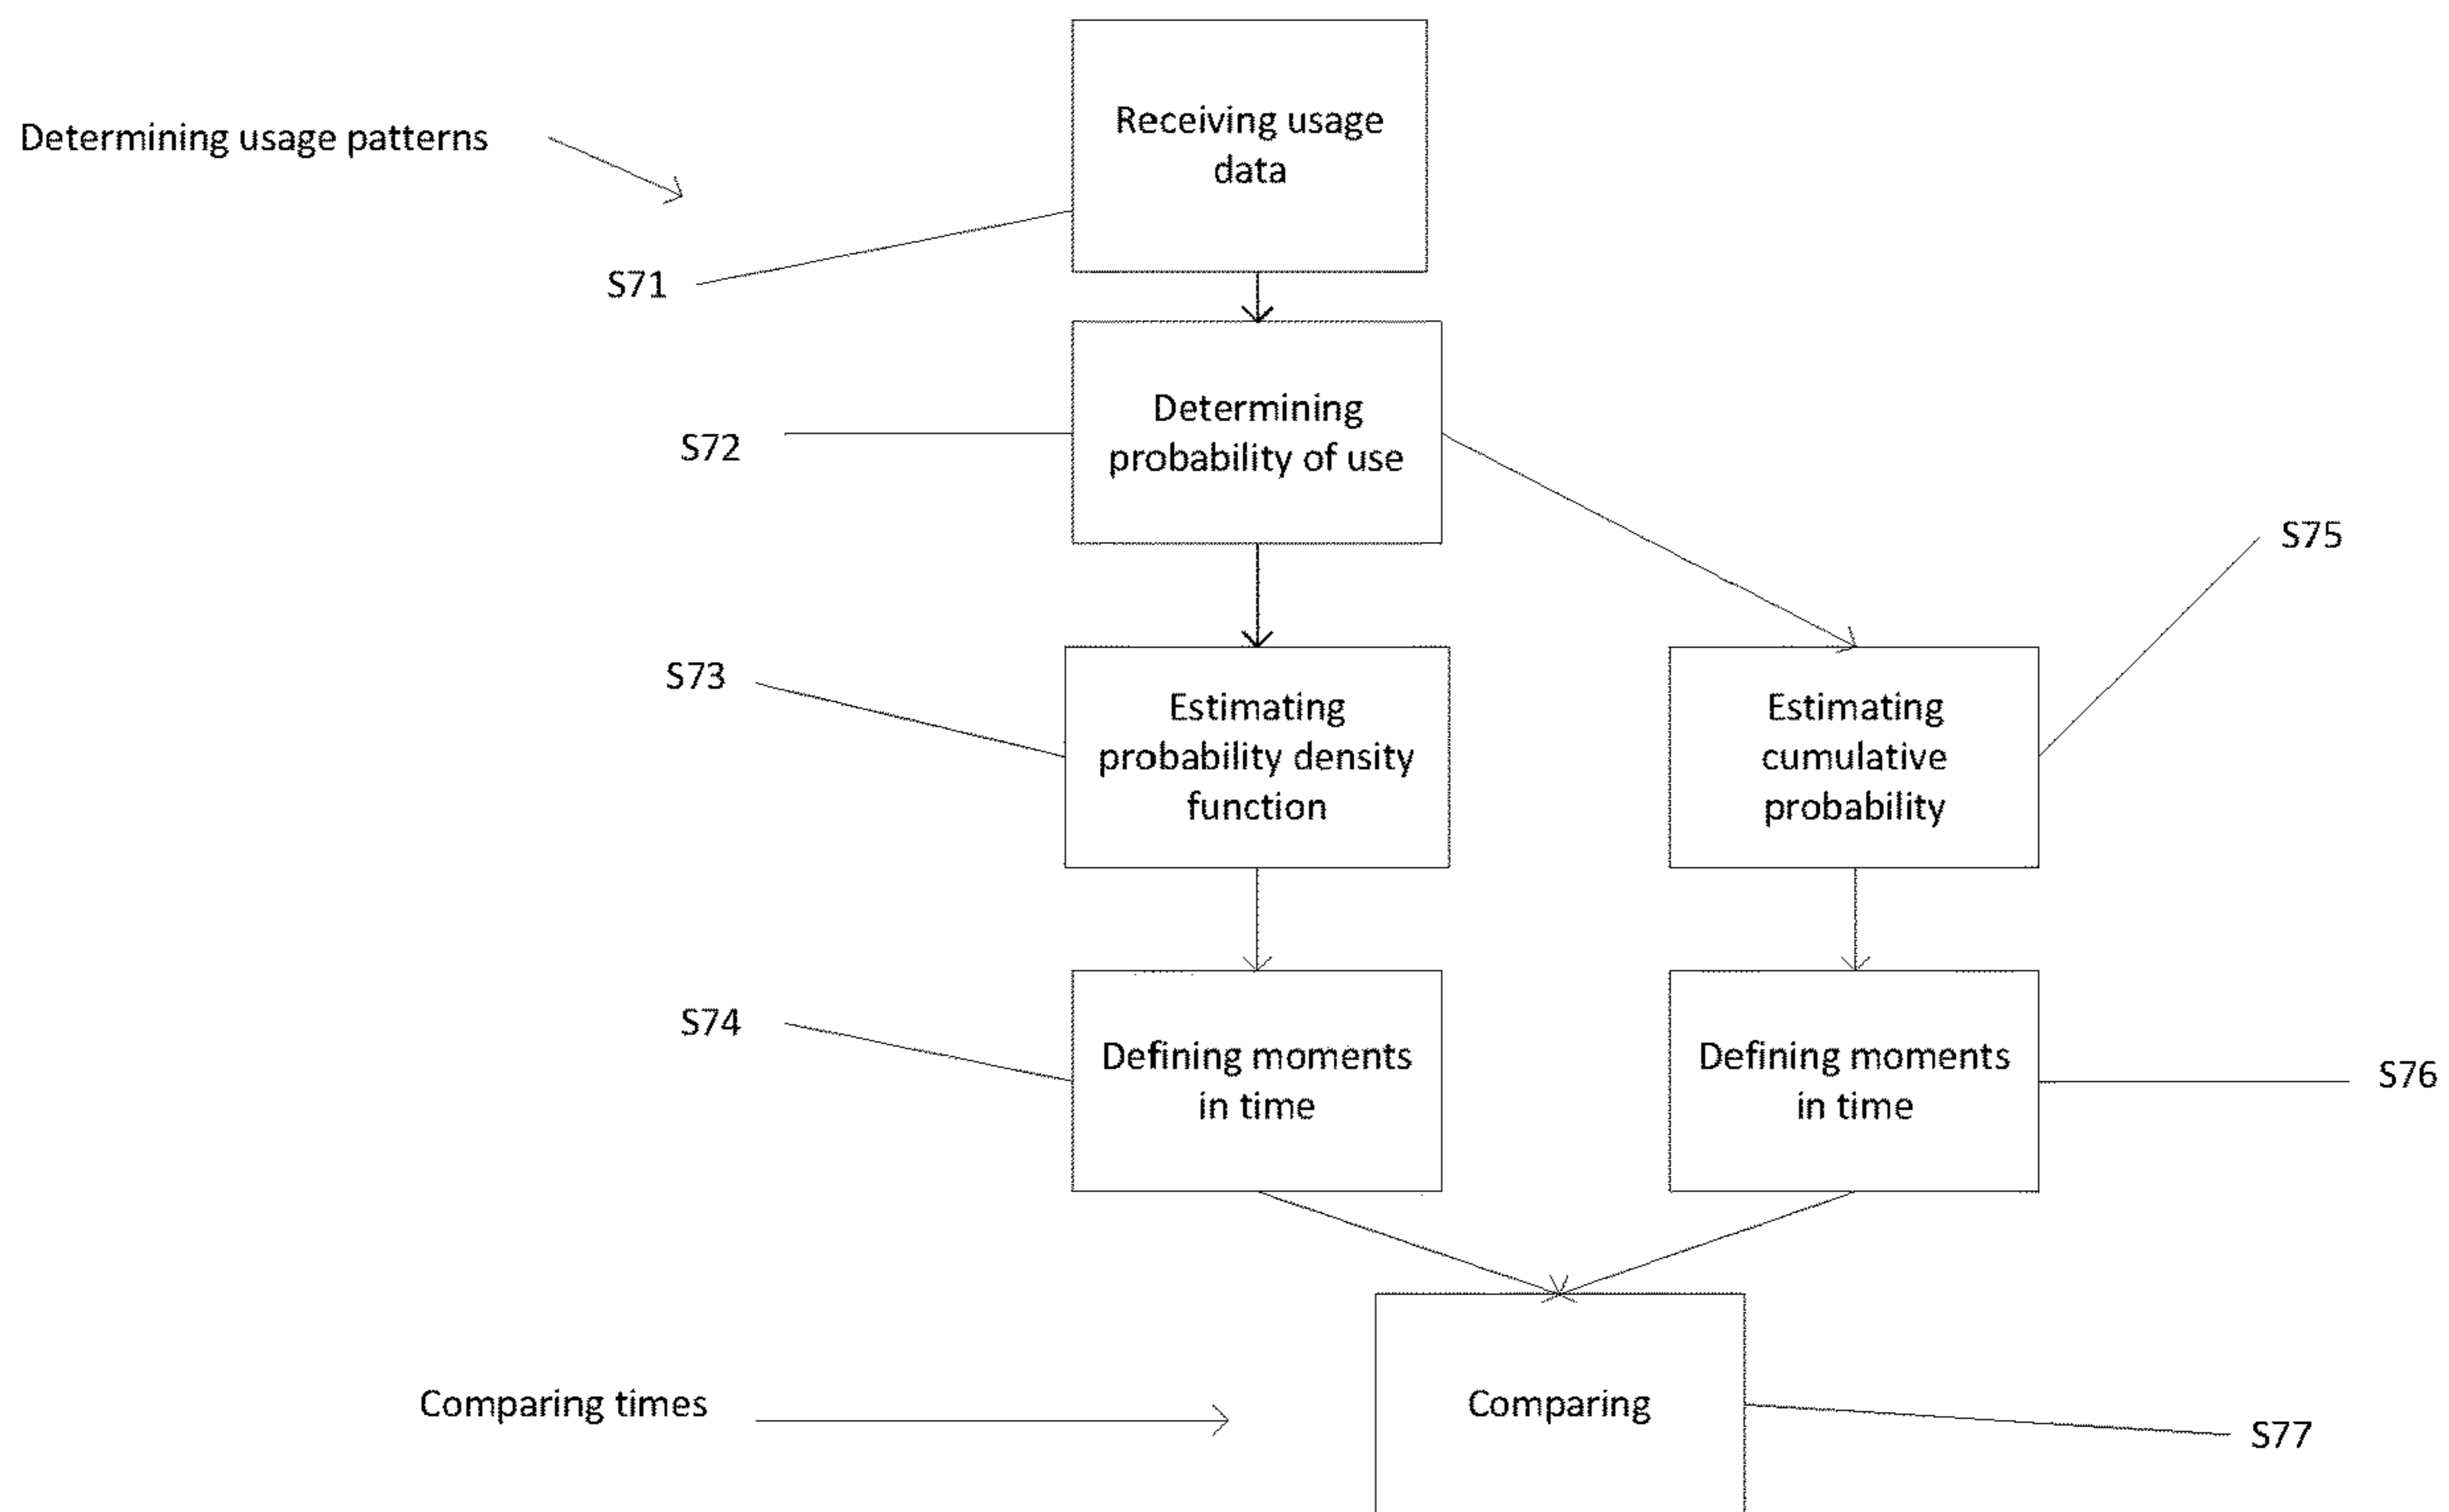 Receiving usage
data
Determining usage patterns
S71
Determining
probability of use
S72
S75
S73
Estimating
probability density
function
Estimating
cumulative
probability
S74
Defining moments
in time
Defining moments
in time
S76
Comparing times
Comparing
S77